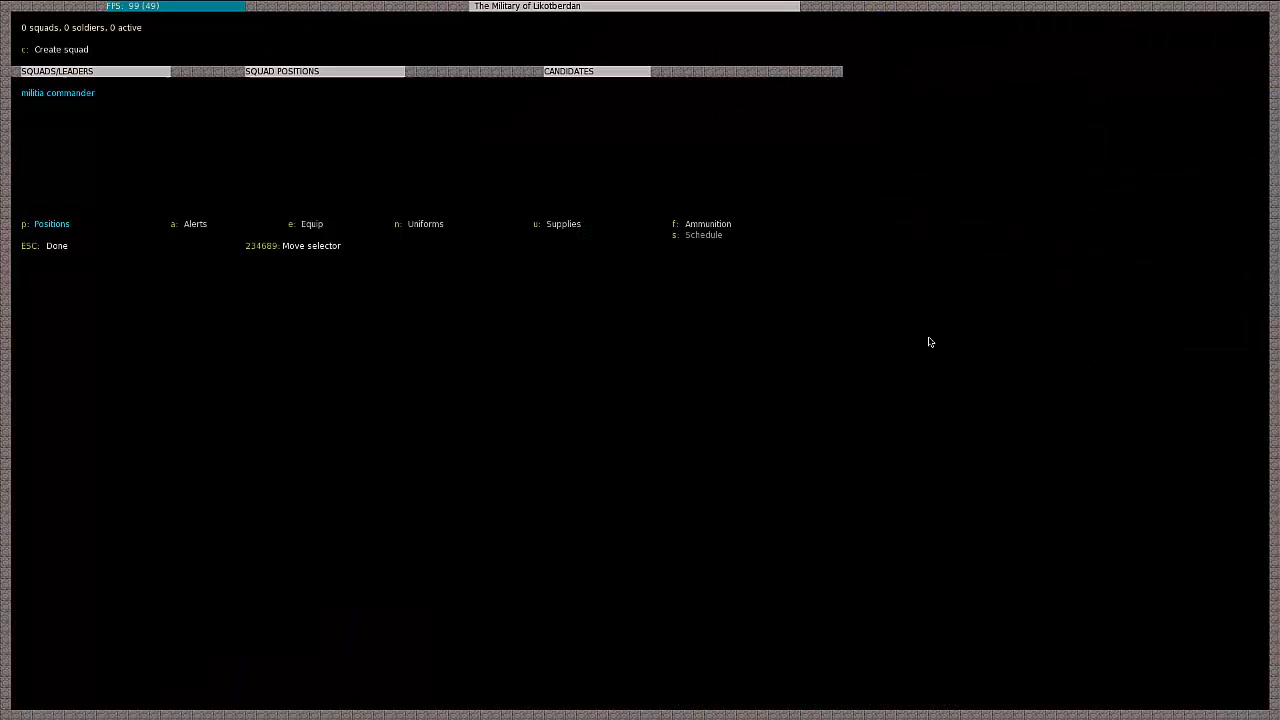 FPS: 99 (49) The Military of Likotberdan
0 squads, 0 soldiers, 0 active
c: Create squad
SQUADS/LEADERS SQUAD POSITIONS CANDIDATES
militia commander
p: Positions a: Alerts e: Equip n: Uniforms u: Supplies f: Ammunition
s: Schedule
ESC: Done 234689: Move selector